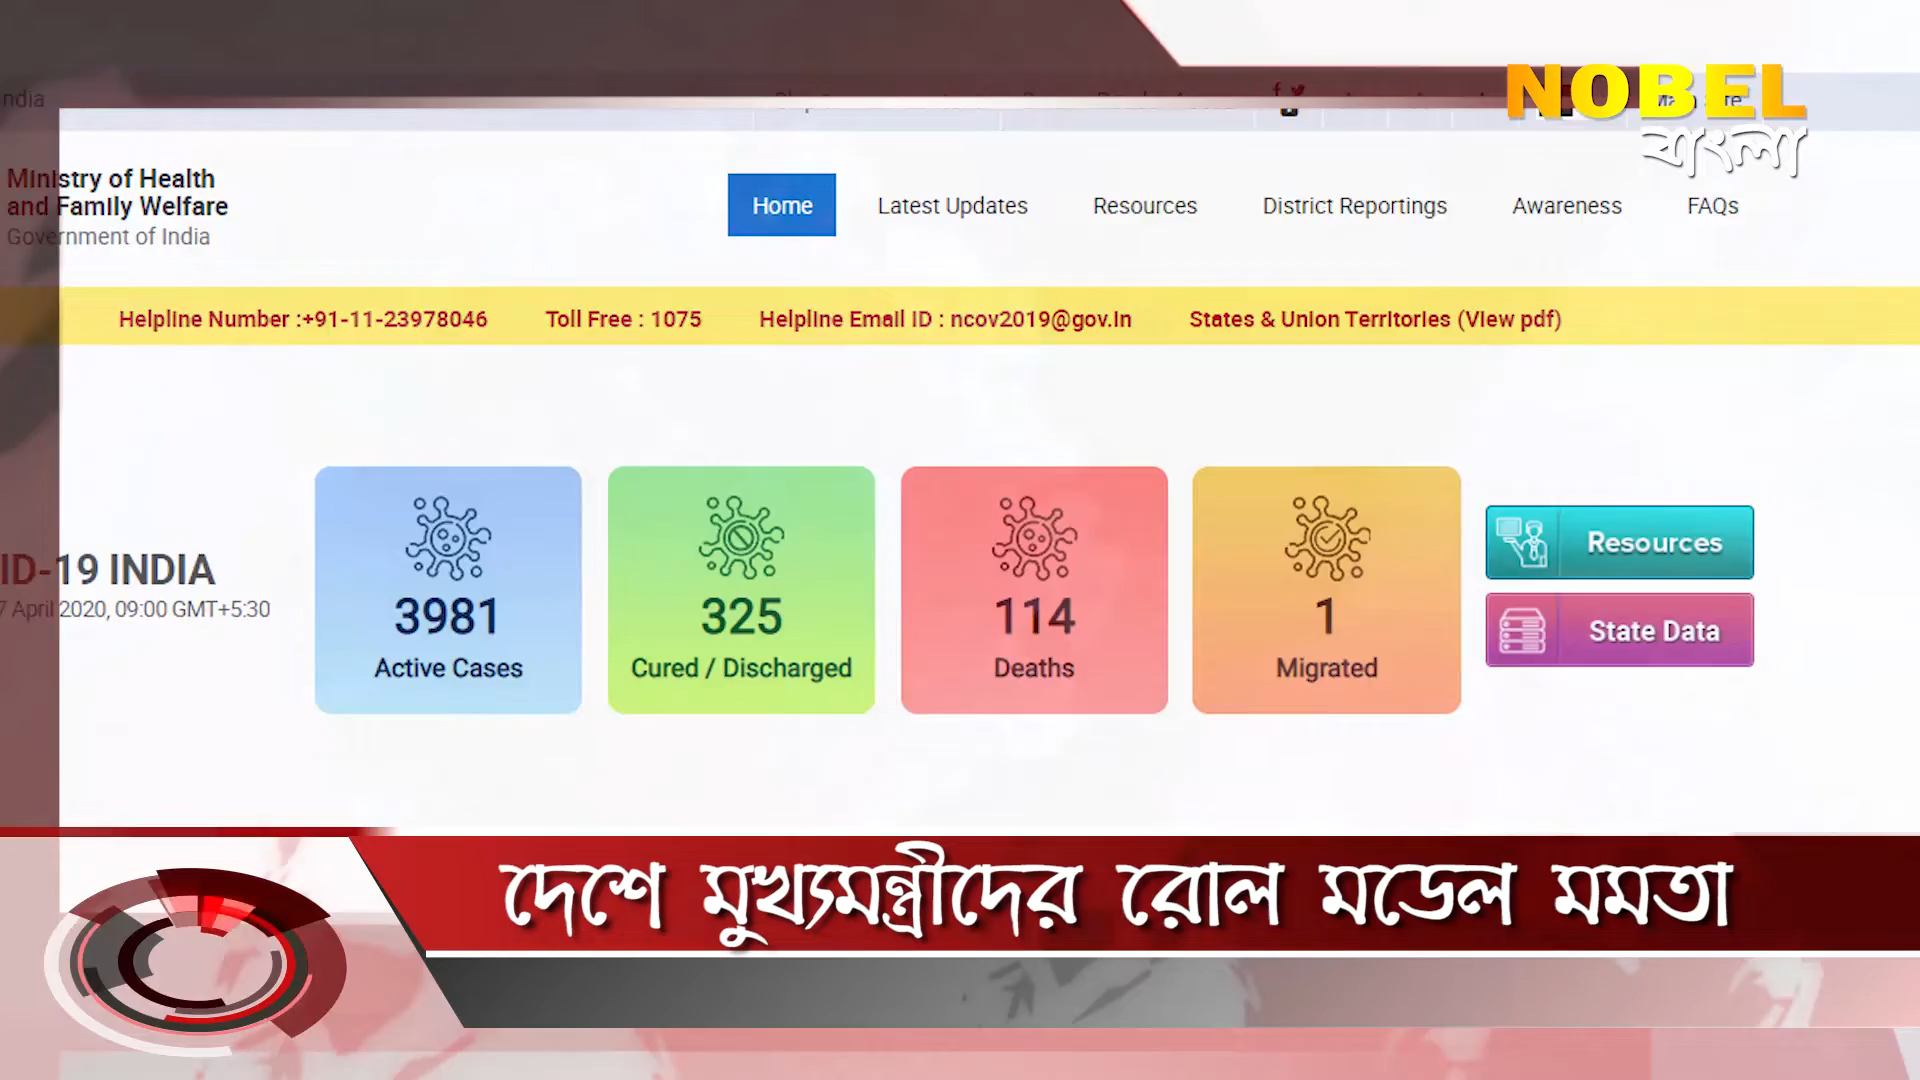 ndia
NOBEL
বাংলা
Ministry of Health
and Family Welfare
Government of India
Home
Latest Updates
Resources
District Reportings
Awareness
FAQs
Helpline Number :+91-11-23978046
Toll Free : 1075
Helpline Email ID : ncov2019@gov.in
States & Union Territories (View pdf)
ID-19 INDIA
7 April 2020, 09:00 GMT+5:30
3981
Active Cases
325
Cured / Discharged
114
Deaths
1
Migrated
Resources
State Data
দেশে মুখ্যমন্ত্রীদের রোল মডেল মমতা